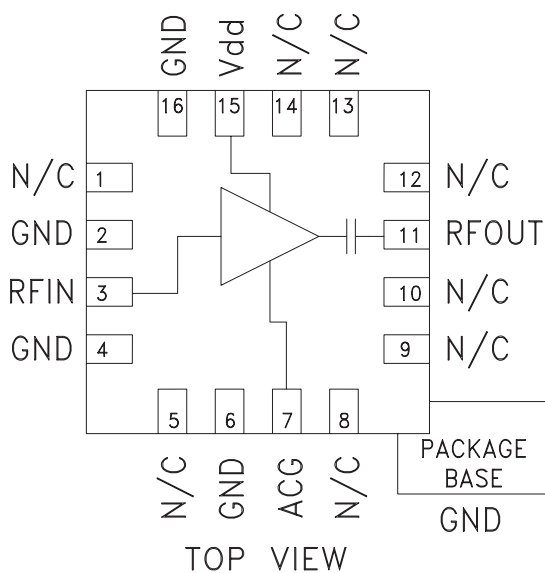 GND
Vdd
N/C
N/C
16
15
14
13
N/C 1
GND 2
RFIN 3
GND 4
12 N/C
11 RFOUT
10 N/C
9 N/C
5
6
7
8
N/C
GND
ACG
N/C
PACKAGE
BASE
GND
TOP VIEW